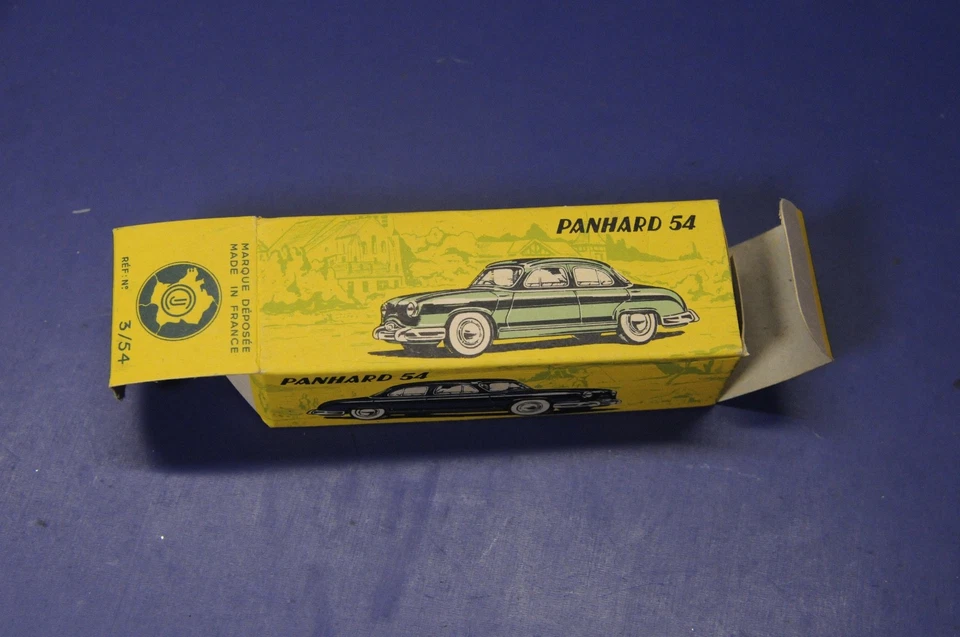 PANHARD 54
PANHARD 54
MARQUE DÉPOSÉE
MADE IN FRANCE
RÉF: Nº 3/54